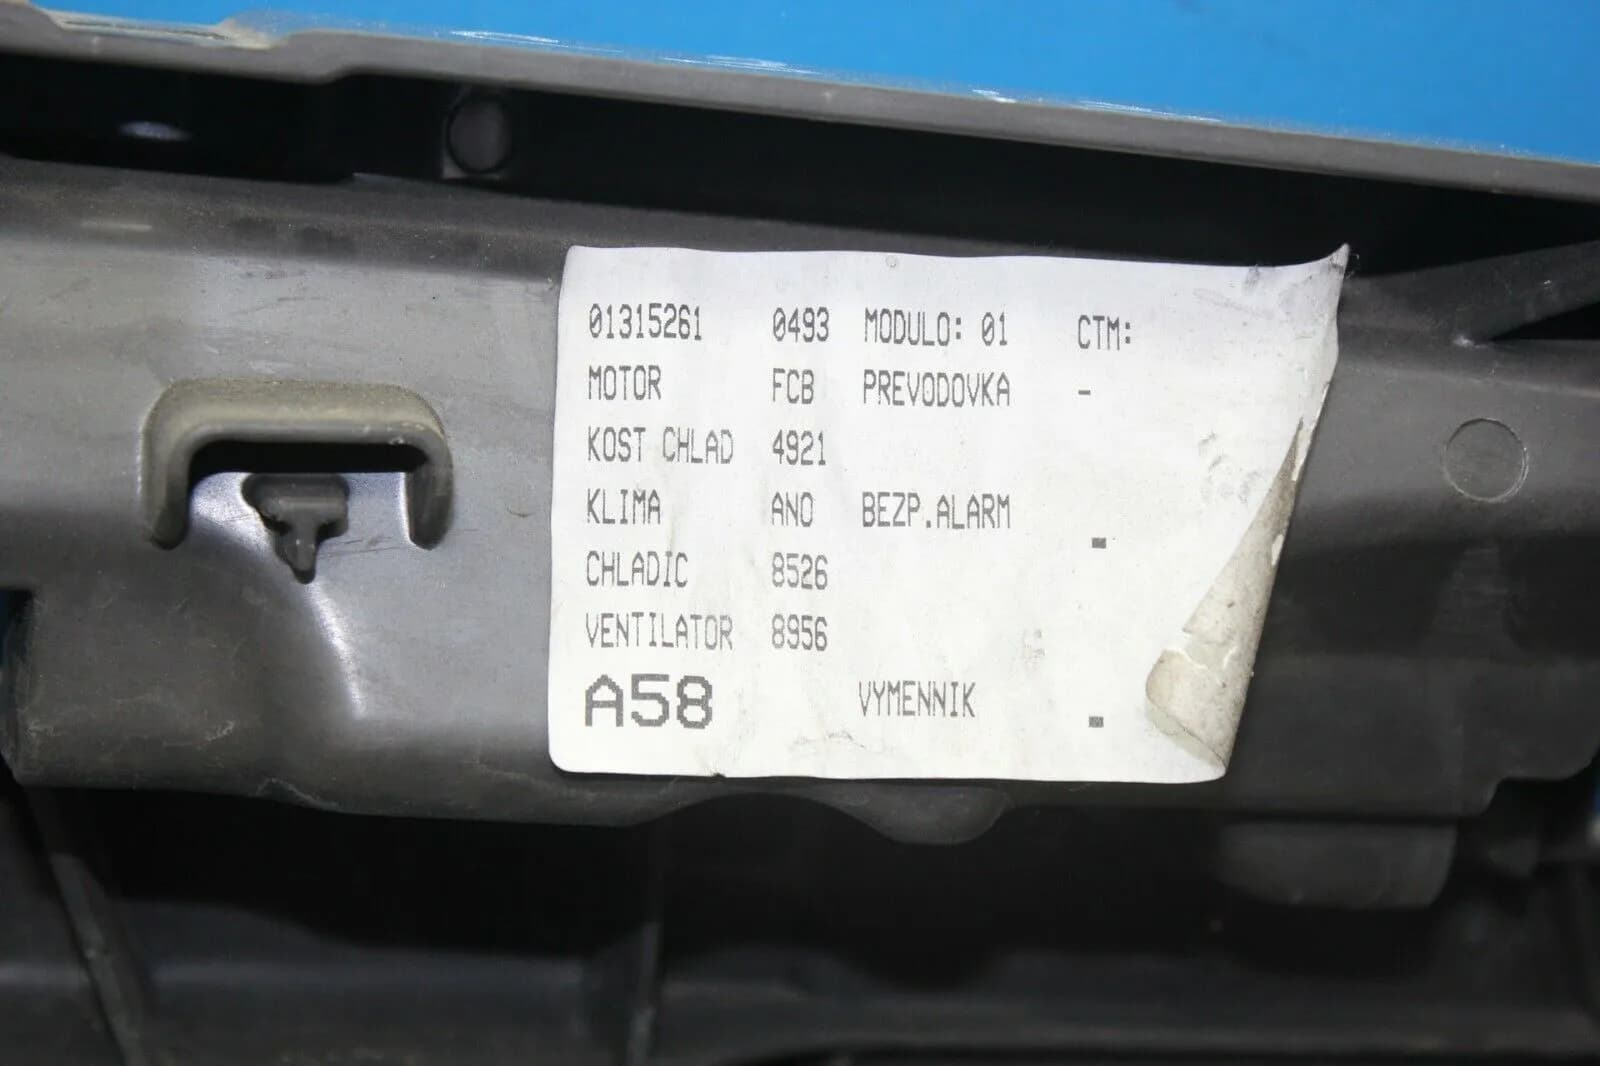 01315261 0493 MODULO: 01 CTM:
MOTOR FCB PREVODOVKA -
KOST CHLAD 4921
KLIMA ANO BEZP.ALARM -
CHLADIC 8526
VENTILATOR 8956
A58 VYMENNIK -